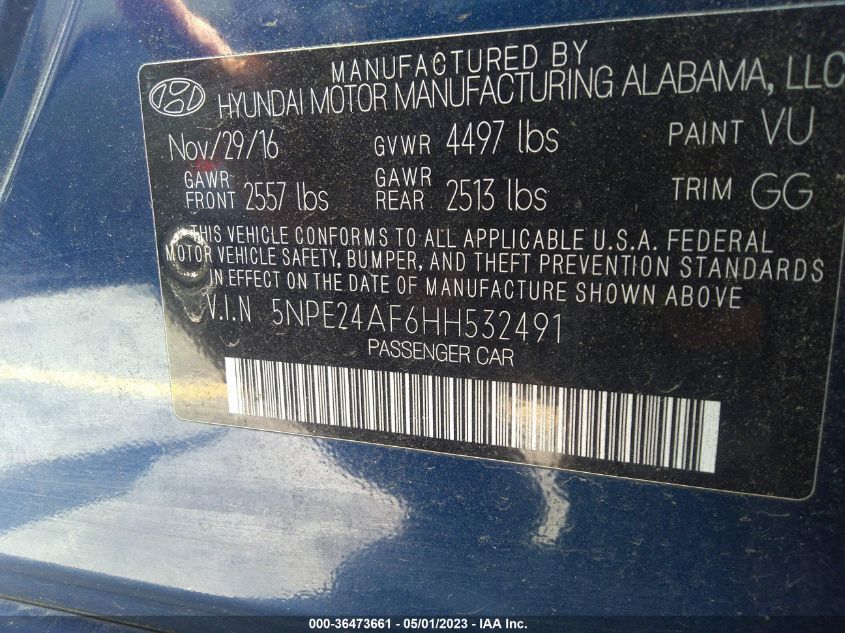 MANUFACTURED BY
HYUNDAI MOTOR MANUFACTURING ALABAMA, LLC
Nov/29/16 GVWR 4497 lbs PAINT VU
GAWR FRONT 2557 lbs GAWR REAR 2513 lbs TRIM GG
THIS VEHICLE CONFORMS TO ALL APPLICABLE U.S.A. FEDERAL
MOTOR VEHICLE SAFETY, BUMPER, AND THEFT PREVENTION STANDARDS
IN EFFECT ON THE DATE OF MANUFACTURE SHOWN ABOVE
V.I.N 5NPE24AF6HH532491
PASSENGER CAR
000-36473661 - 05/01/2023 - IAA Inc.